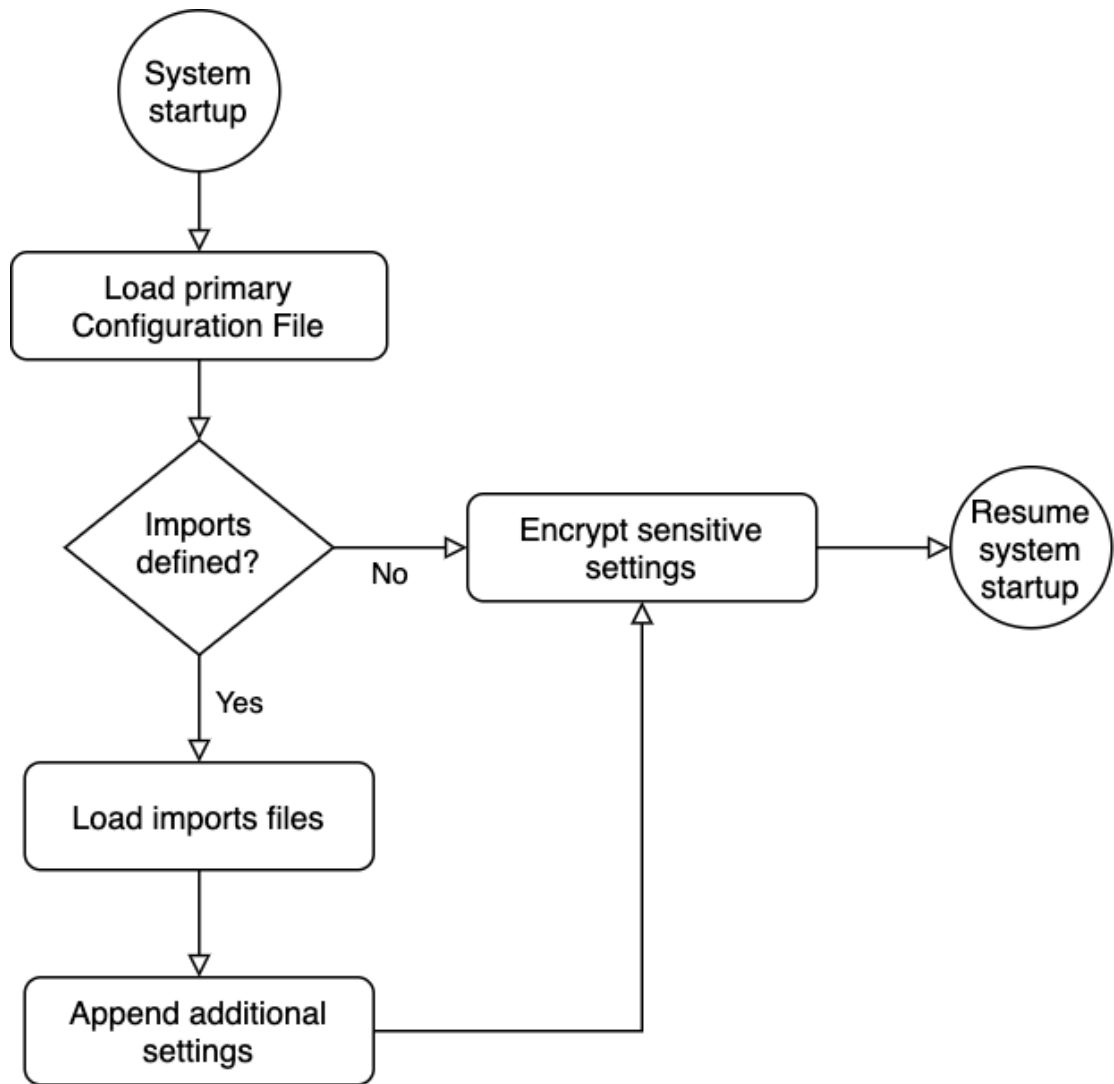 System
startup
Load primary
Configuration File
Imports
defined?
No
Encrypt sensitive
settings
Resume
system
startup
Yes
Load imports files
Append additional
settings